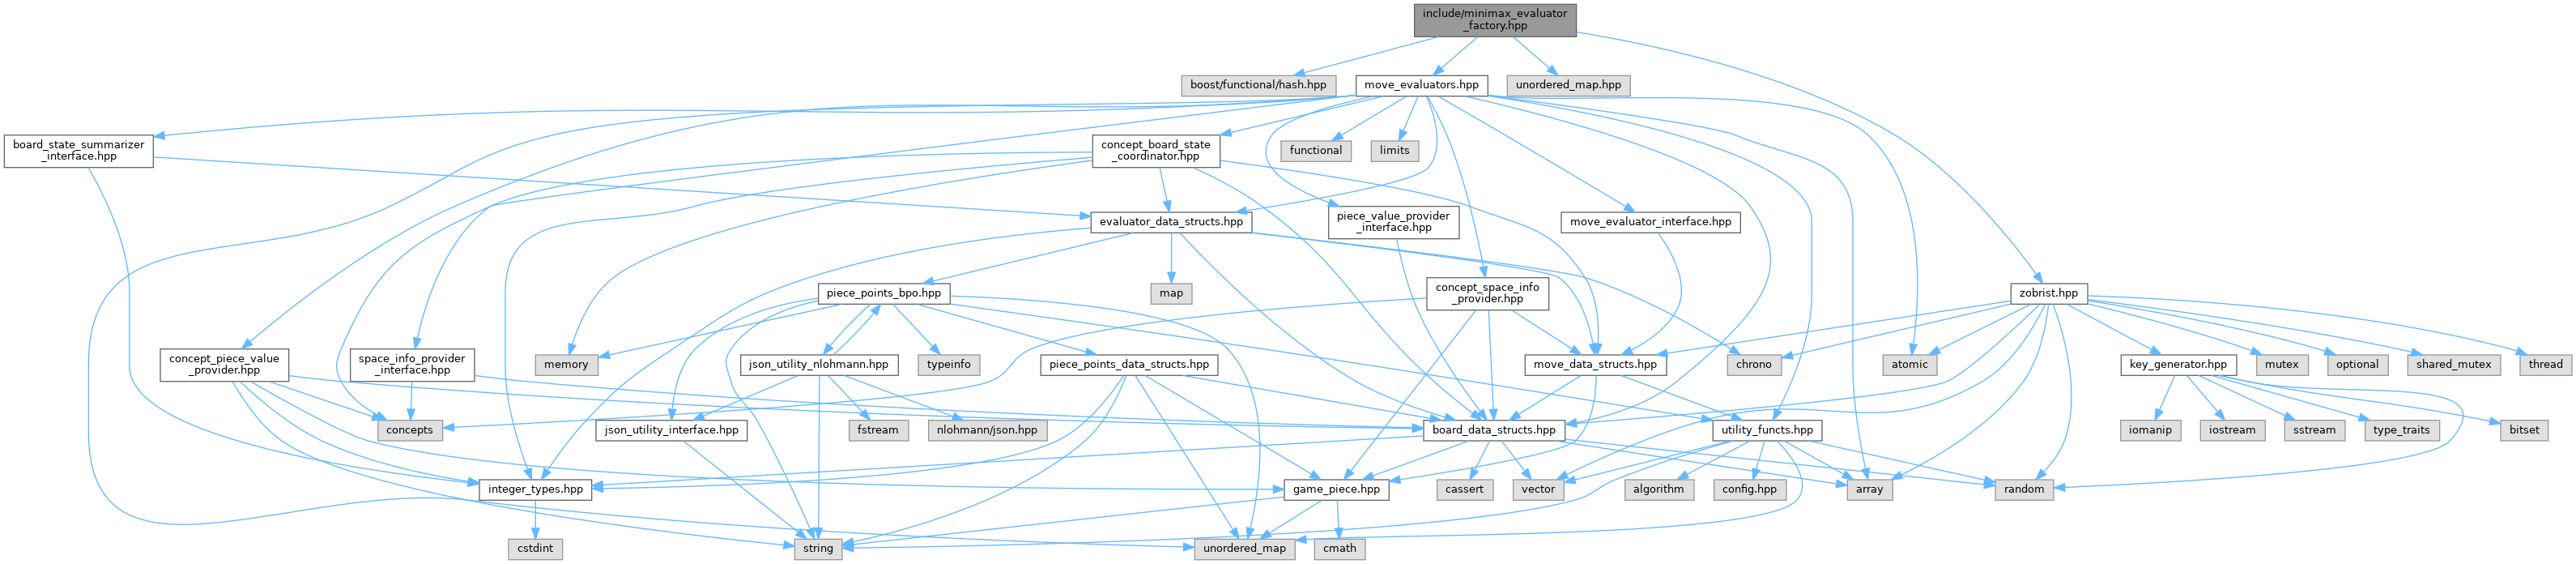 include/minimax_evaluator
_factory.hpp
boost/functional/hash.hpp
move_evaluators.hpp
unordered_map.hpp
board_state_summarizer
_interface.hpp
concept_board_state
_coordinator.hpp
functional
limits
evaluator_data_structs.hpp
piece_value_provider
_interface.hpp
move_evaluator_interface.hpp
piece_points_bpo.hpp
map
concept_space_info
_provider.hpp
zobrist.hpp
concept_piece_value
_provider.hpp
space_info_provider
_interface.hpp
memory
json_utility_nlohmann.hpp
typeinfo
piece_points_data_structs.hpp
move_data_structs.hpp
chrono
atomic
key_generator.hpp
mutex
optional
shared_mutex
thread
concepts
json_utility_interface.hpp
fstream
nlohmann/json.hpp
board_data_structs.hpp
utility_functs.hpp
iomanip
iostream
sstream
type_traits
bitset
integer_types.hpp
game_piece.hpp
cassert
vector
algorithm
config.hpp
array
random
cstdint
string
unordered_map
cmath